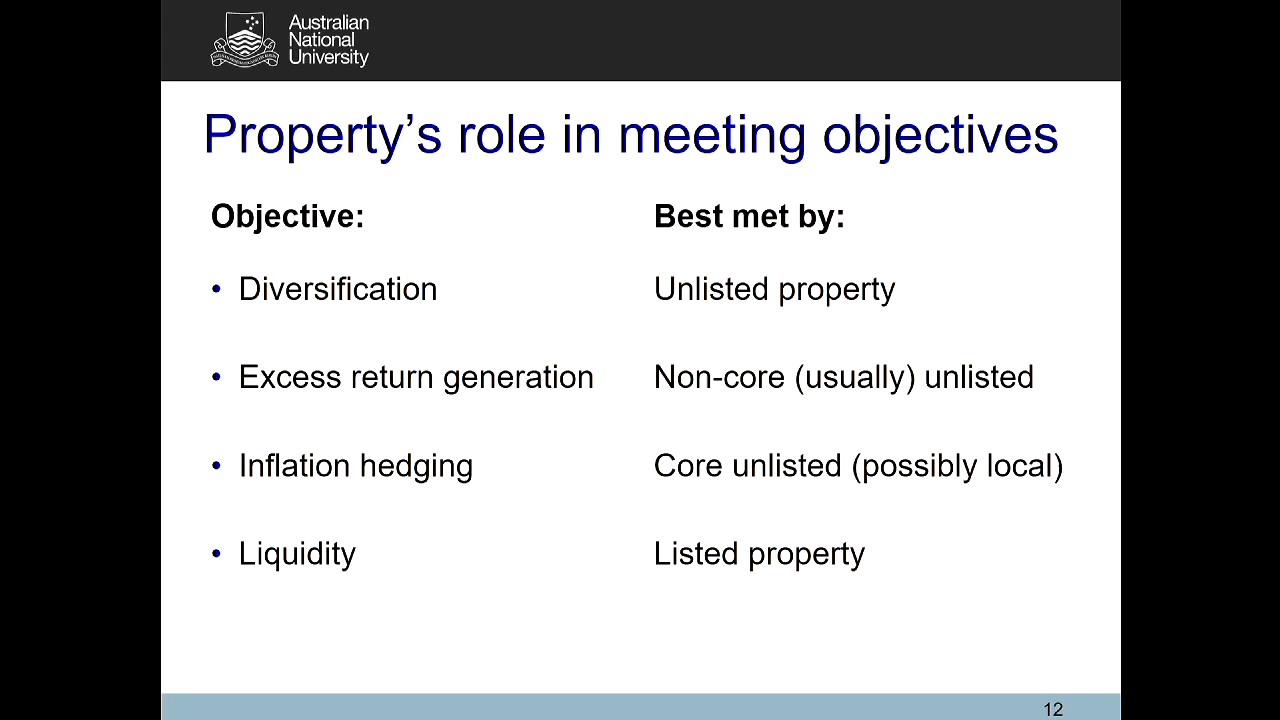 Australian
National
University
Property’s role in meeting objectives
Objective: Best met by:
• Diversification Unlisted property
• Excess return generation Non-core (usually) unlisted
• Inflation hedging Core unlisted (possibly local)
• Liquidity Listed property
12